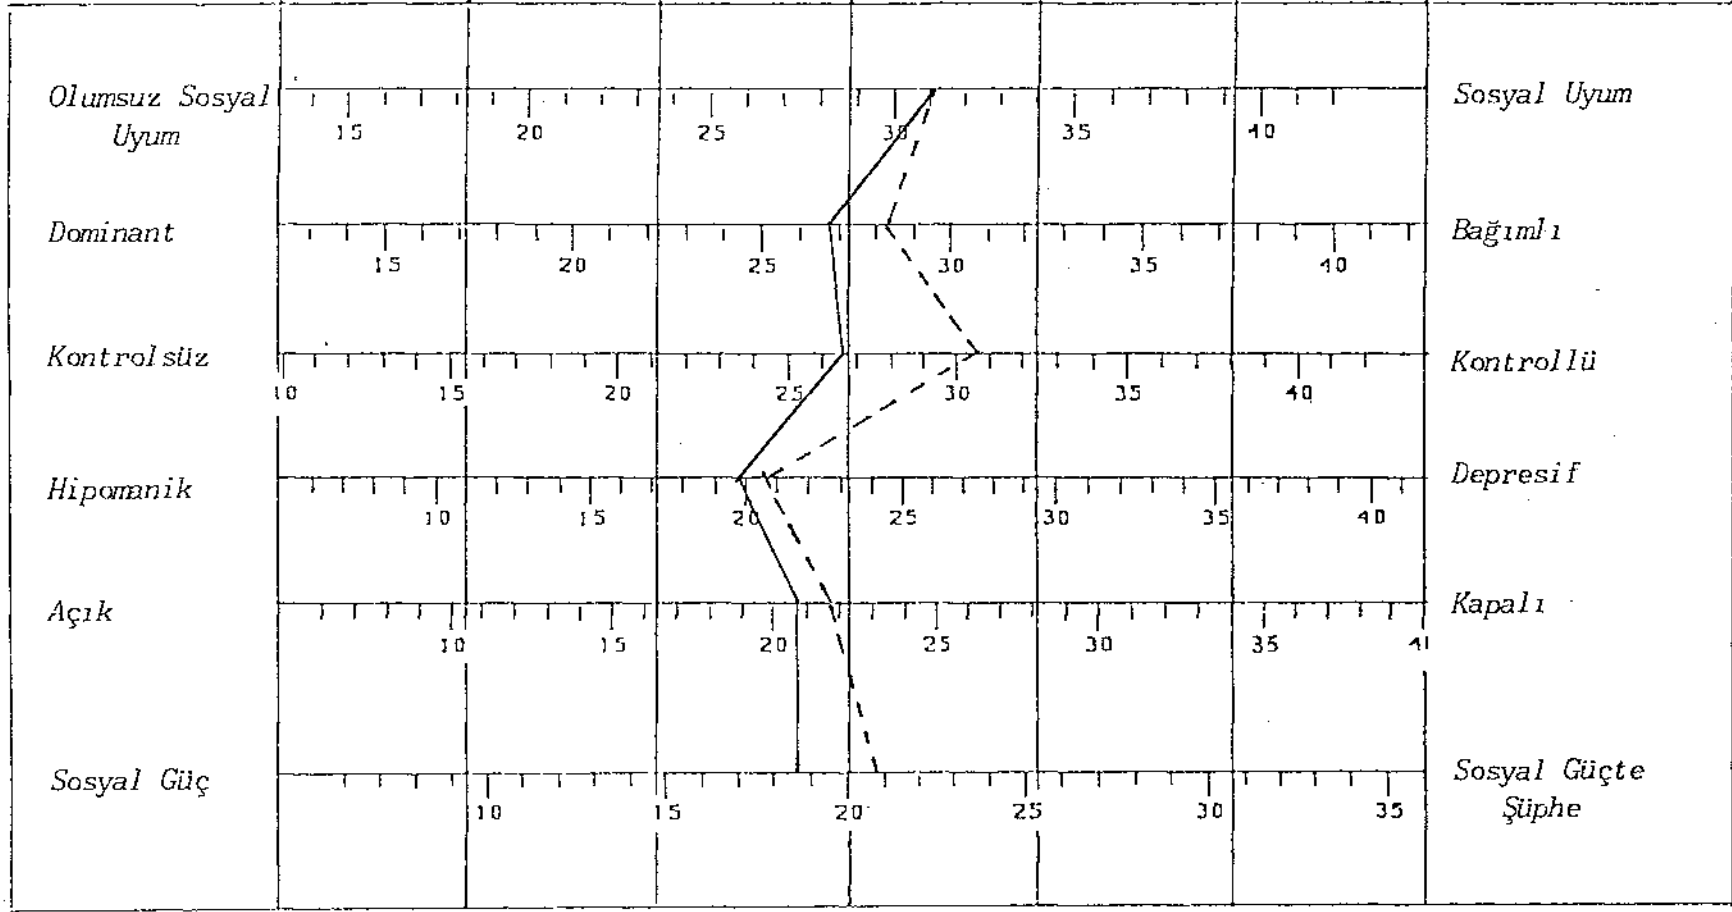 Olumsuz Sosyal Uyum
15 20 25 30 35 40
Sosyal Uyum
Dominant
15 20 25 30 35 40
Bağımlı
Kontrolsüz
10 15 20 25 30 35 40
Kontrollü
Hipomanik
10 15 20 25 30 35 40
Depresif
Açık
10 15 20 25 30 35 4
Kapalı
Sosyal Güç
10 15 20 25 30 35
Sosyal Güçte
Şüphe